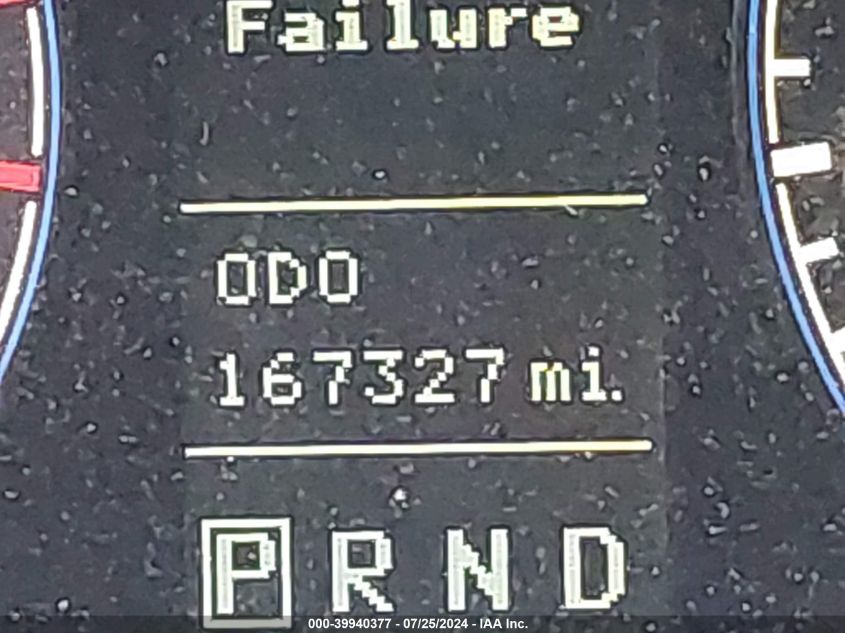 Failure
ODO
167327 mi.
P R N D
000-39940377 - 07/25/2024 - IAA Inc.